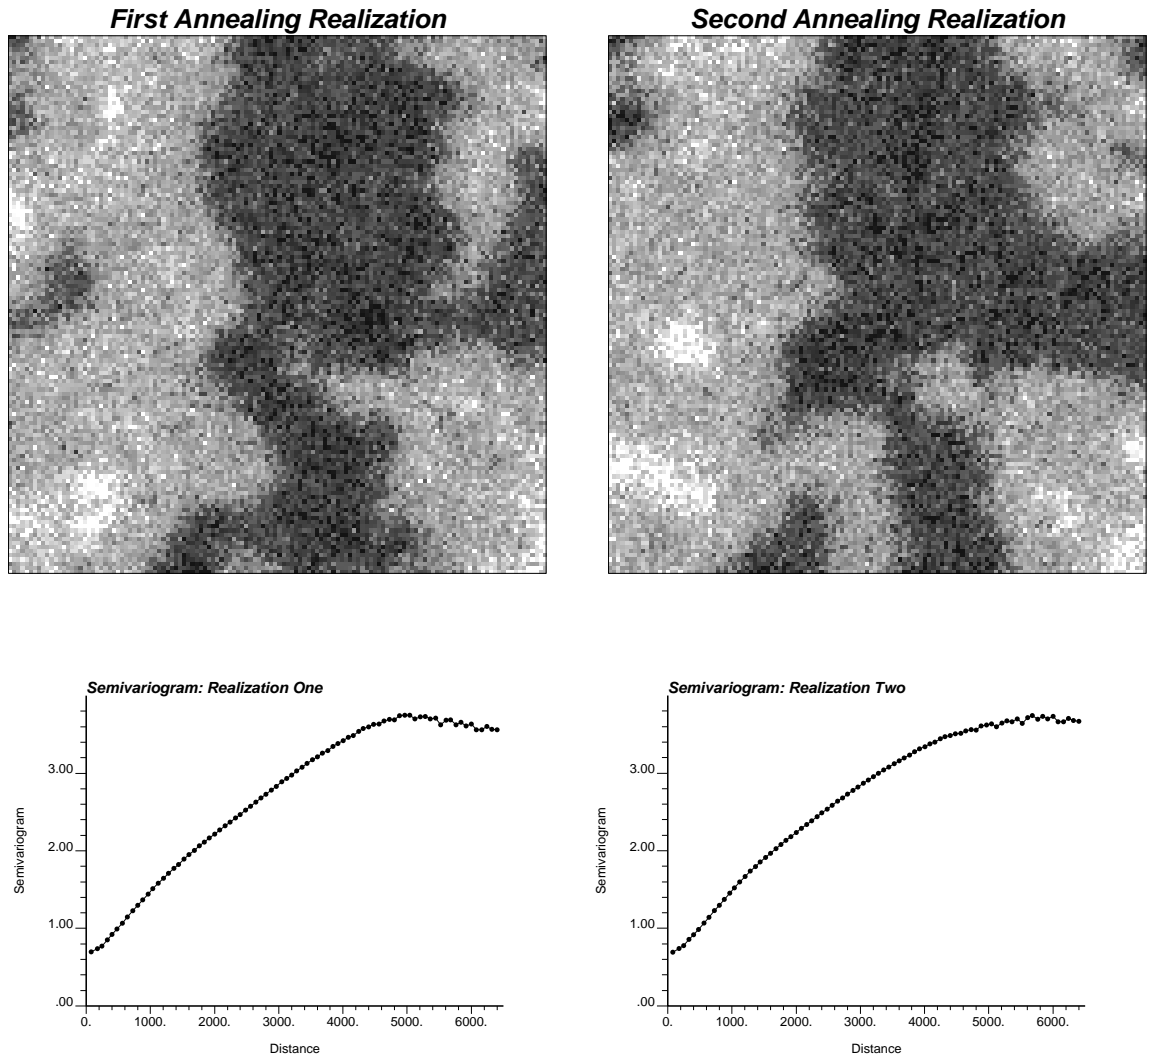 First Annealing Realization
Second Annealing Realization
Semivariogram: Realization One
Semivariogram
3.00
2.00
1.00
.00
0. 1000. 2000. 3000. 4000. 5000. 6000.
Distance
Semivariogram: Realization Two
Semivariogram
3.00
2.00
1.00
.00
0. 1000. 2000. 3000. 4000. 5000. 6000.
Distance